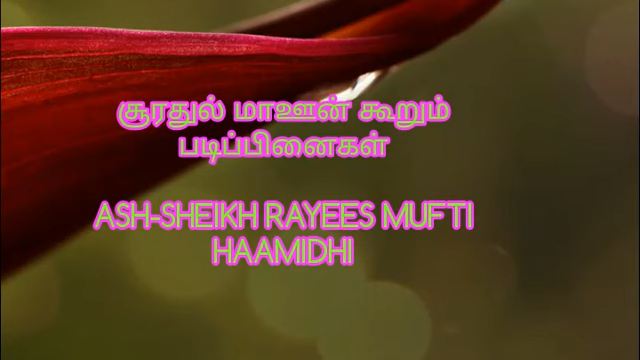 சூரதுல் மாஊன் கூறும்
படிப்பினைகள்
ASH-SHEIKH RAYEES MUFTI
HAAMIDHI